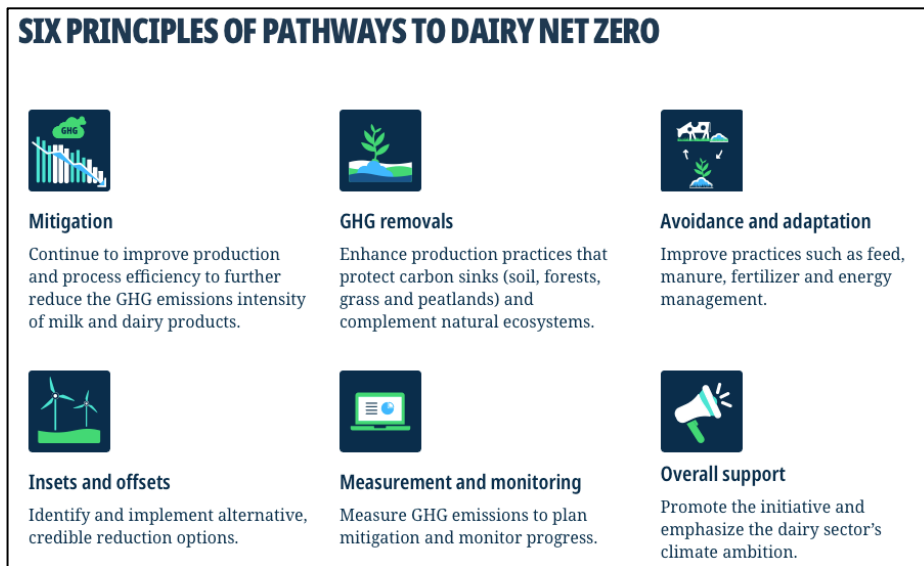 SIX PRINCIPLES OF PATHWAYS TO DAIRY NET ZERO
GHG
Mitigation
Continue to improve production
and process efficiency to further
reduce the GHG emissions intensity
of milk and dairy products.
GHG removals
Enhance production practices that
protect carbon sinks (soil, forests,
grass and peatlands) and
complement natural ecosystems.
Avoidance and adaptation
Improve practices such as feed,
manure, fertilizer and energy
management.
Insets and offsets
Identify and implement alternative,
credible reduction options.
Measurement and monitoring
Measure GHG emissions to plan
mitigation and monitor progress.
Overall support
Promote the initiative and
emphasize the dairy sector’s
climate ambition.